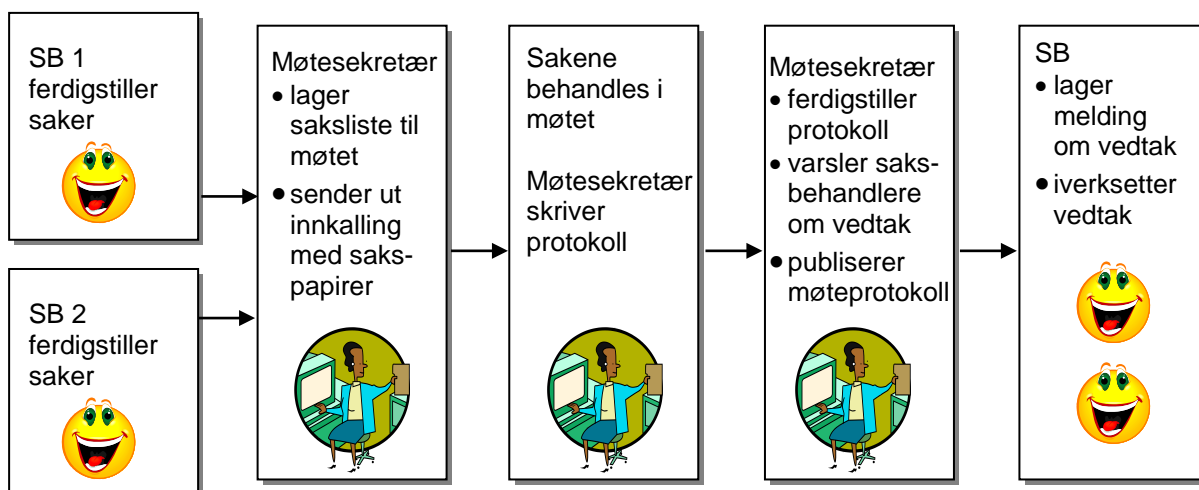 SB 1
ferdigstiller
saker
SB 2
ferdigstiller
saker
Møtesekretær
• lager
saksliste til
møtet
• sender ut
innkalling
med saks-
papirer
Sakene
behandles i
møtet
Møtesekretær
skriver
protokoll
Møtesekretær
• ferdigstiller
protokoll
• varsler saks-
behandlere
om vedtak
• publiserer
møteprotokoll
SB
• lager
melding
om vedtak
• iverksetter
vedtak